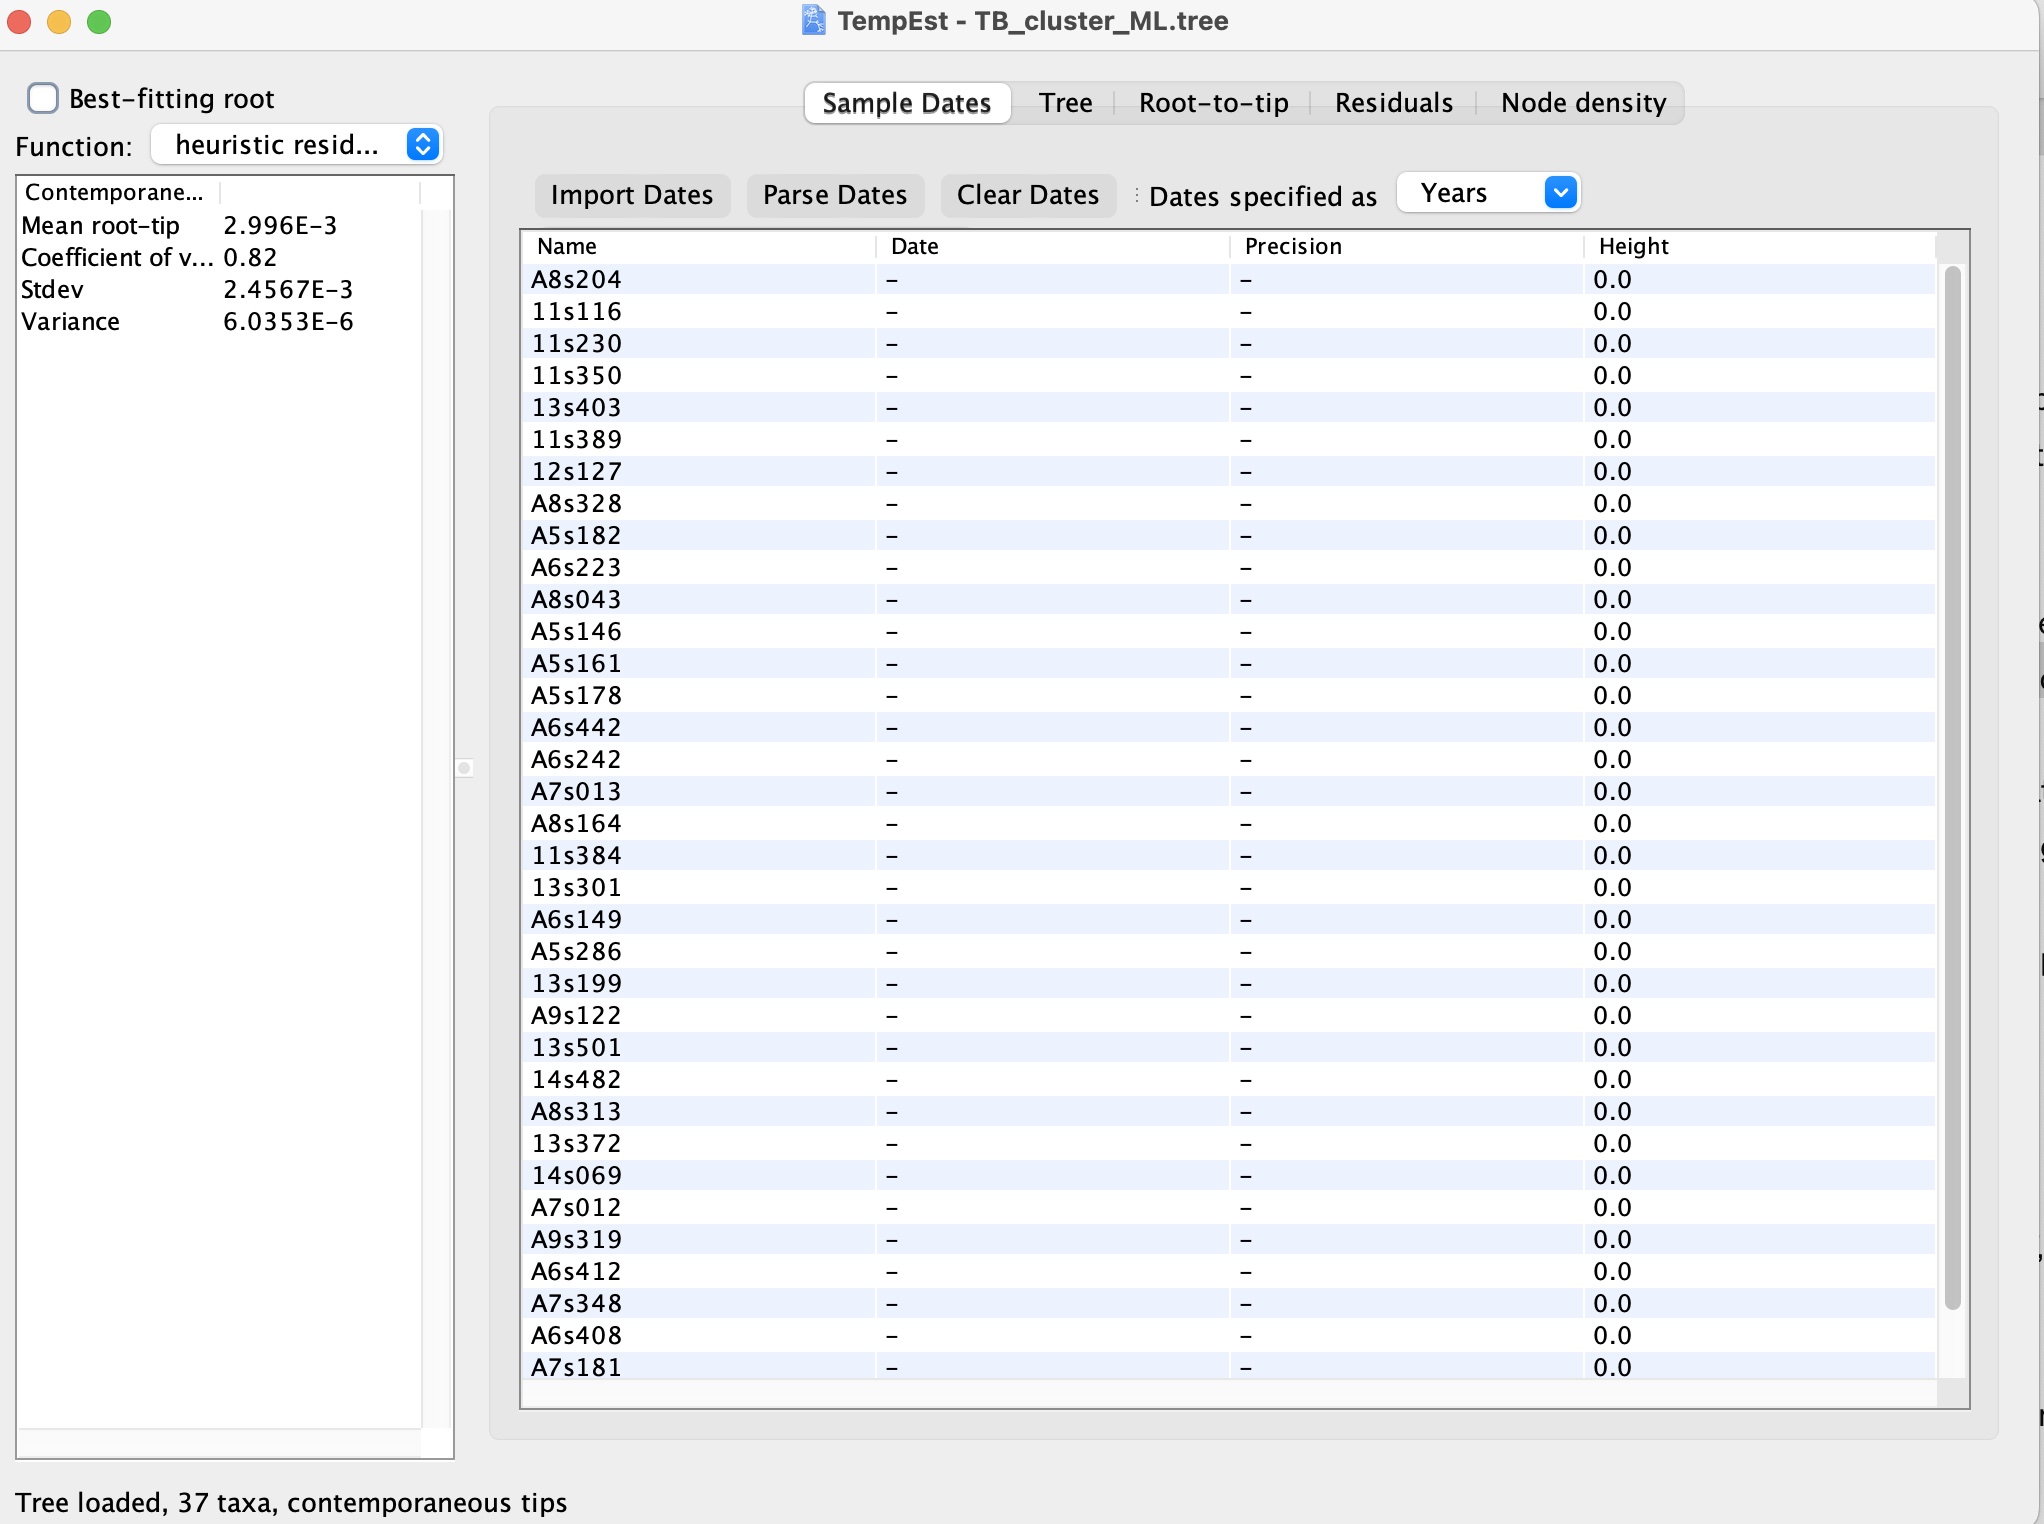 TempEst - TB_cluster_ML.tree
Best-fitting root
Function: heuristic resid...
Contemporane...
Mean root-tip 2.996E-3
Coefficient of v... 0.82
Stdev 2.4567E-3
Variance 6.0353E-6
Sample Dates Tree Root-to-tip Residuals Node density
Import Dates Parse Dates Clear Dates Dates specified as Years
Name Date Precision Height
A8s204 – – 0.0
11s116 – – 0.0
11s230 – – 0.0
11s350 – – 0.0
13s403 – – 0.0
11s389 – – 0.0
12s127 – – 0.0
A8s328 – – 0.0
A5s182 – – 0.0
A6s223 – – 0.0
A8s043 – – 0.0
A5s146 – – 0.0
A5s161 – – 0.0
A5s178 – – 0.0
A6s442 – – 0.0
A6s242 – – 0.0
A7s013 – – 0.0
A8s164 – – 0.0
11s384 – – 0.0
13s301 – – 0.0
A6s149 – – 0.0
A5s286 – – 0.0
13s199 – – 0.0
A9s122 – – 0.0
13s501 – – 0.0
14s482 – – 0.0
A8s313 – – 0.0
13s372 – – 0.0
14s069 – – 0.0
A7s012 – – 0.0
A9s319 – – 0.0
A6s412 – – 0.0
A7s348 – – 0.0
A6s408 – – 0.0
A7s181 – – 0.0
Tree loaded, 37 taxa, contemporaneous tips